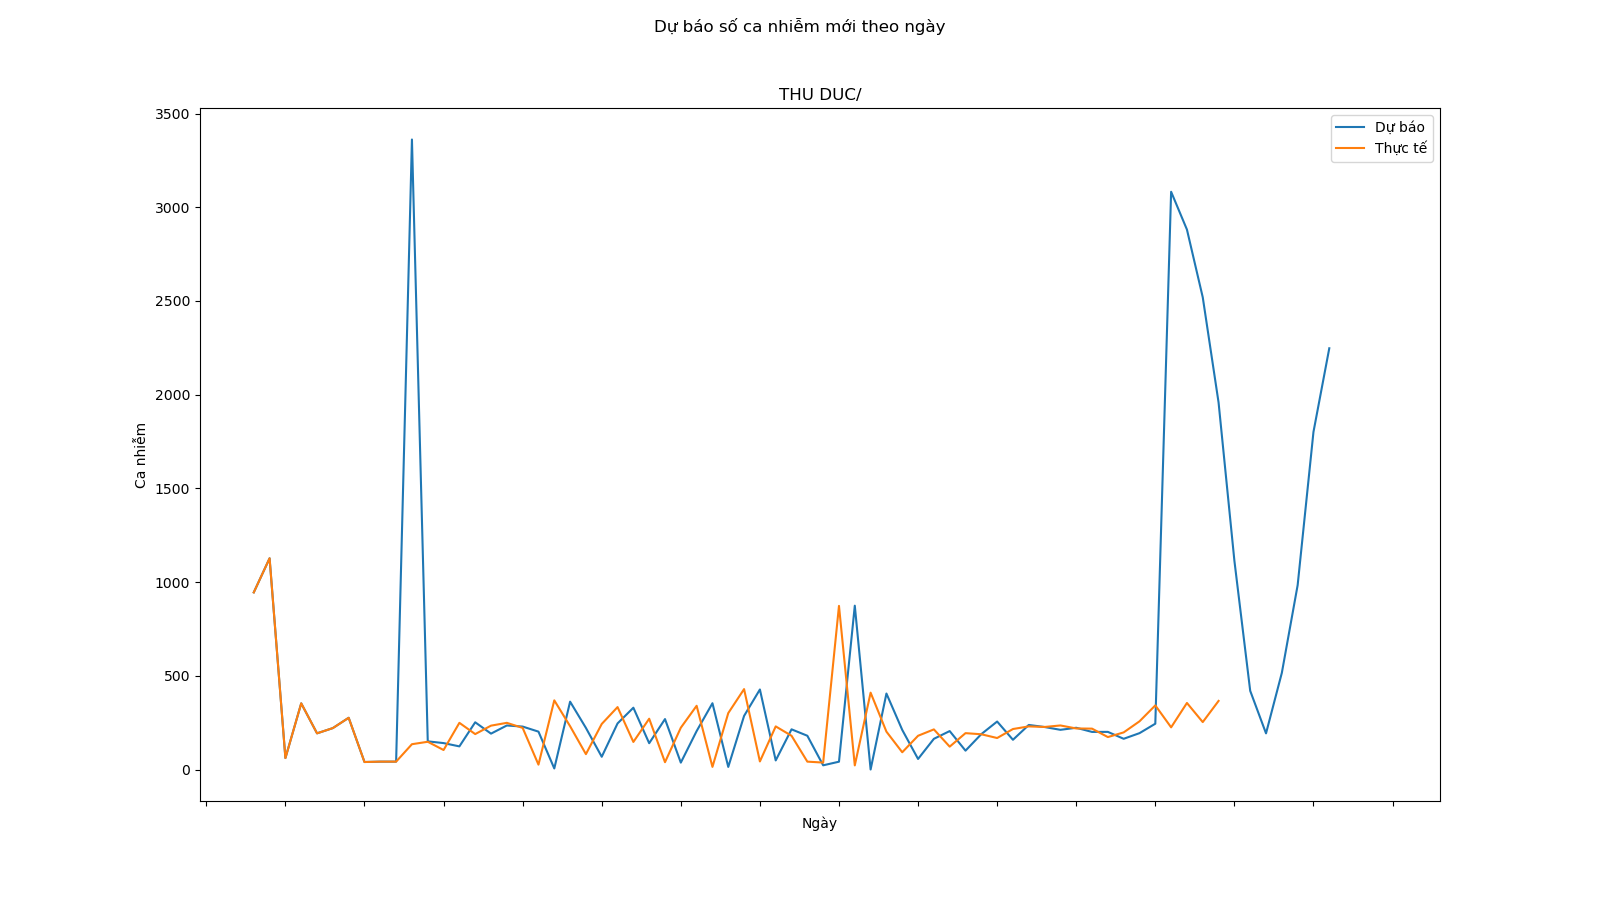 Dự báo số ca nhiễm mới theo ngày
THU DUC/
3500
3000
2500
2000
1500
1000
500
0
Ca nhiễm
Ngày
Dự báo
Thực tế